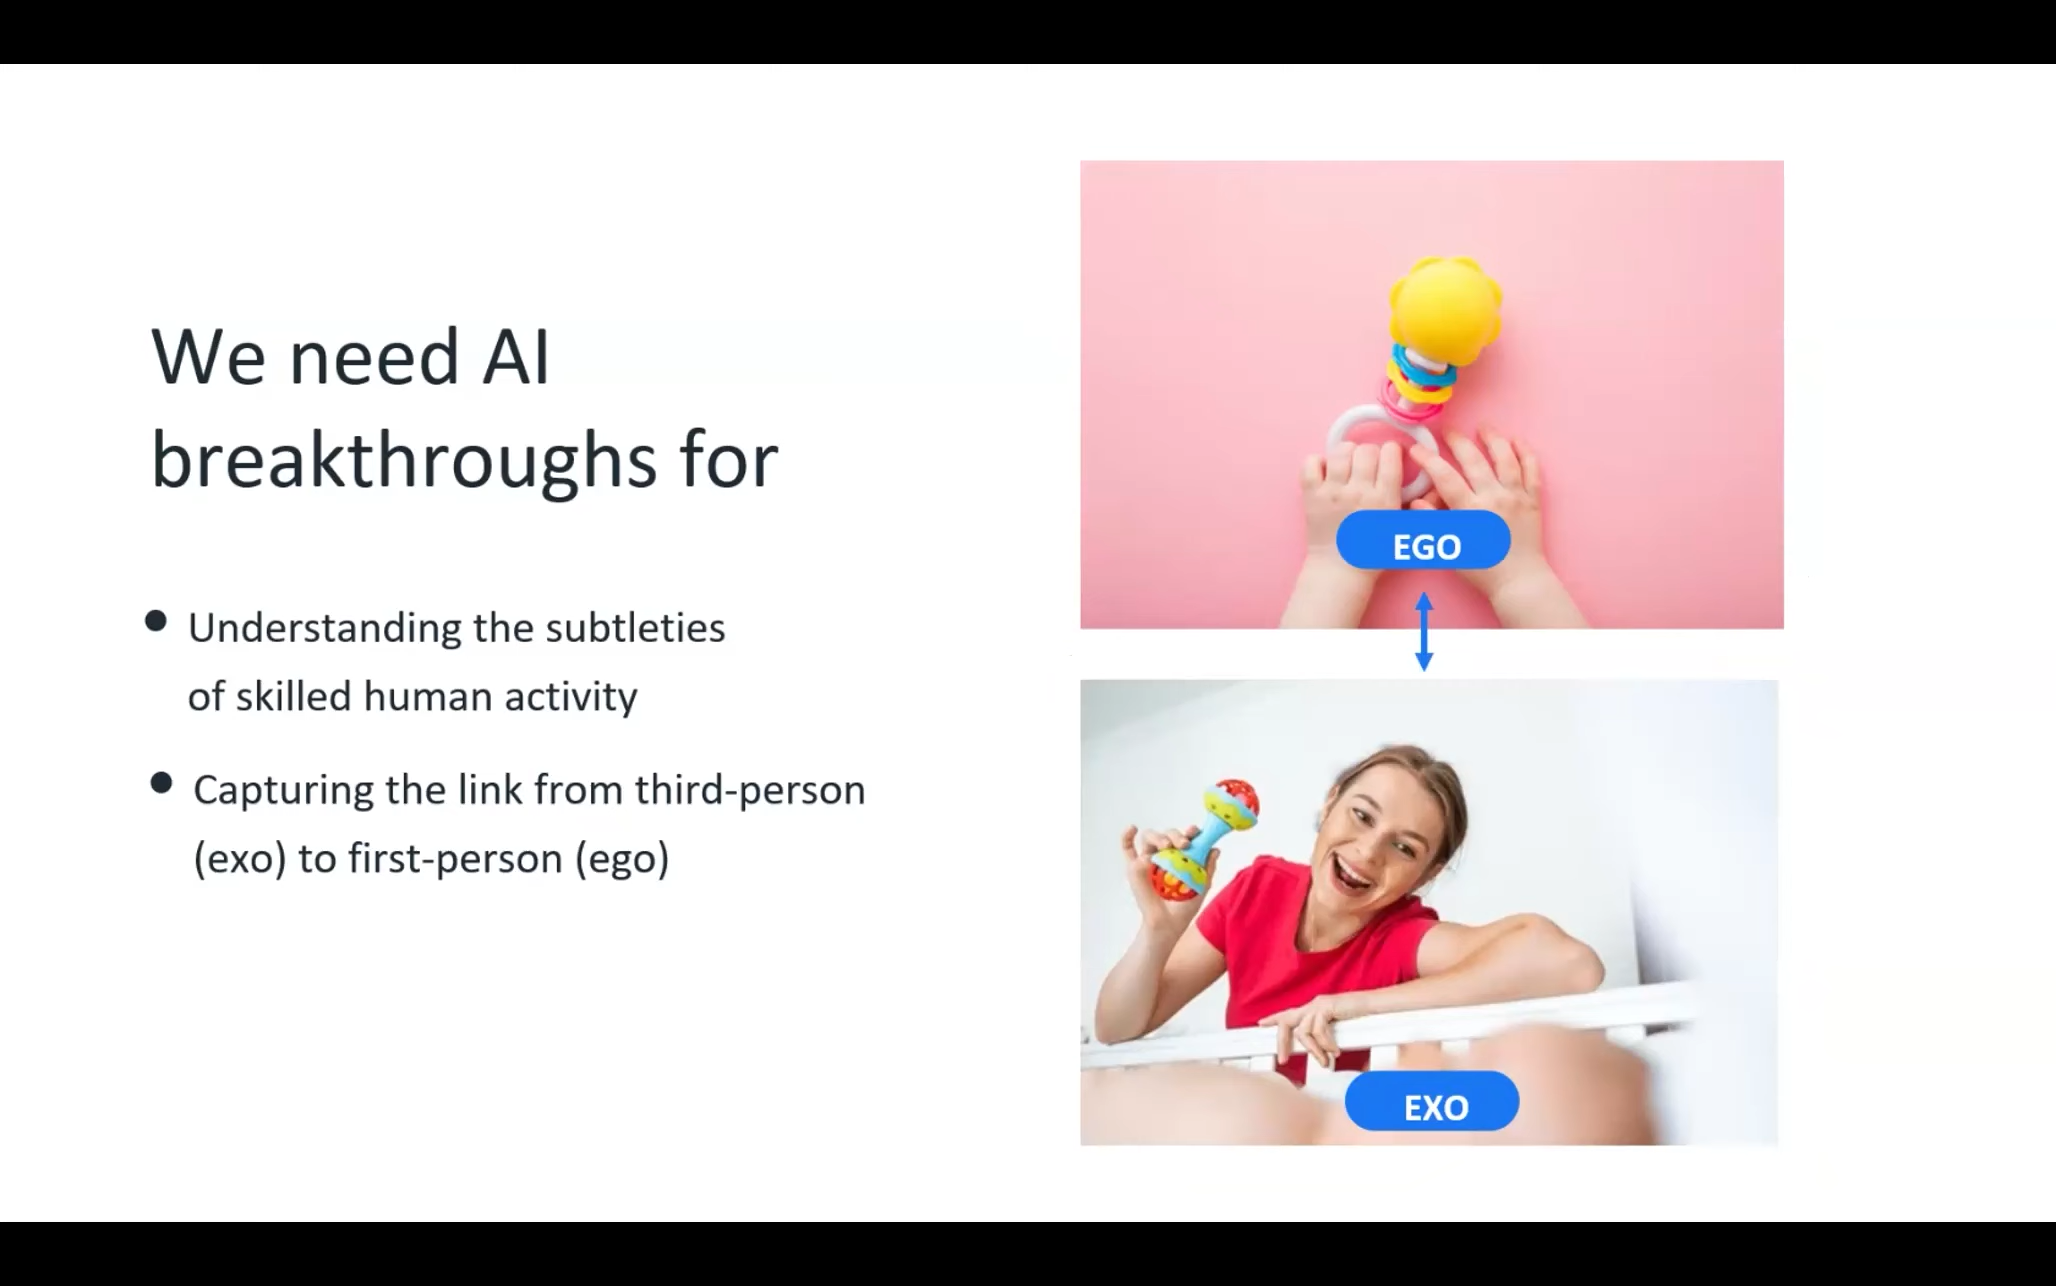 We need AI
breakthroughs for
Understanding the subtleties
of skilled human activity
Capturing the link from third-person
(exo) to first-person (ego)
EGO
EXO